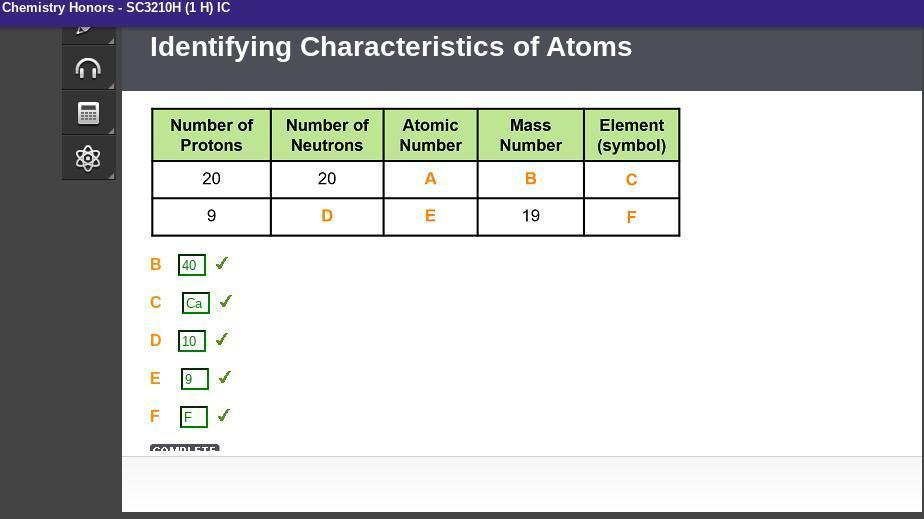 Chemistry Honors - SC3210H (1 H) IC
Identifying Characteristics of Atoms
Number of Protons Number of Neutrons Atomic Number Mass Number Element (symbol)
20 20 A B C
9 D E 19 F
B 40 ✓
C Ca ✓
D 10 ✓
E 9 ✓
F F ✓
COMPLETE